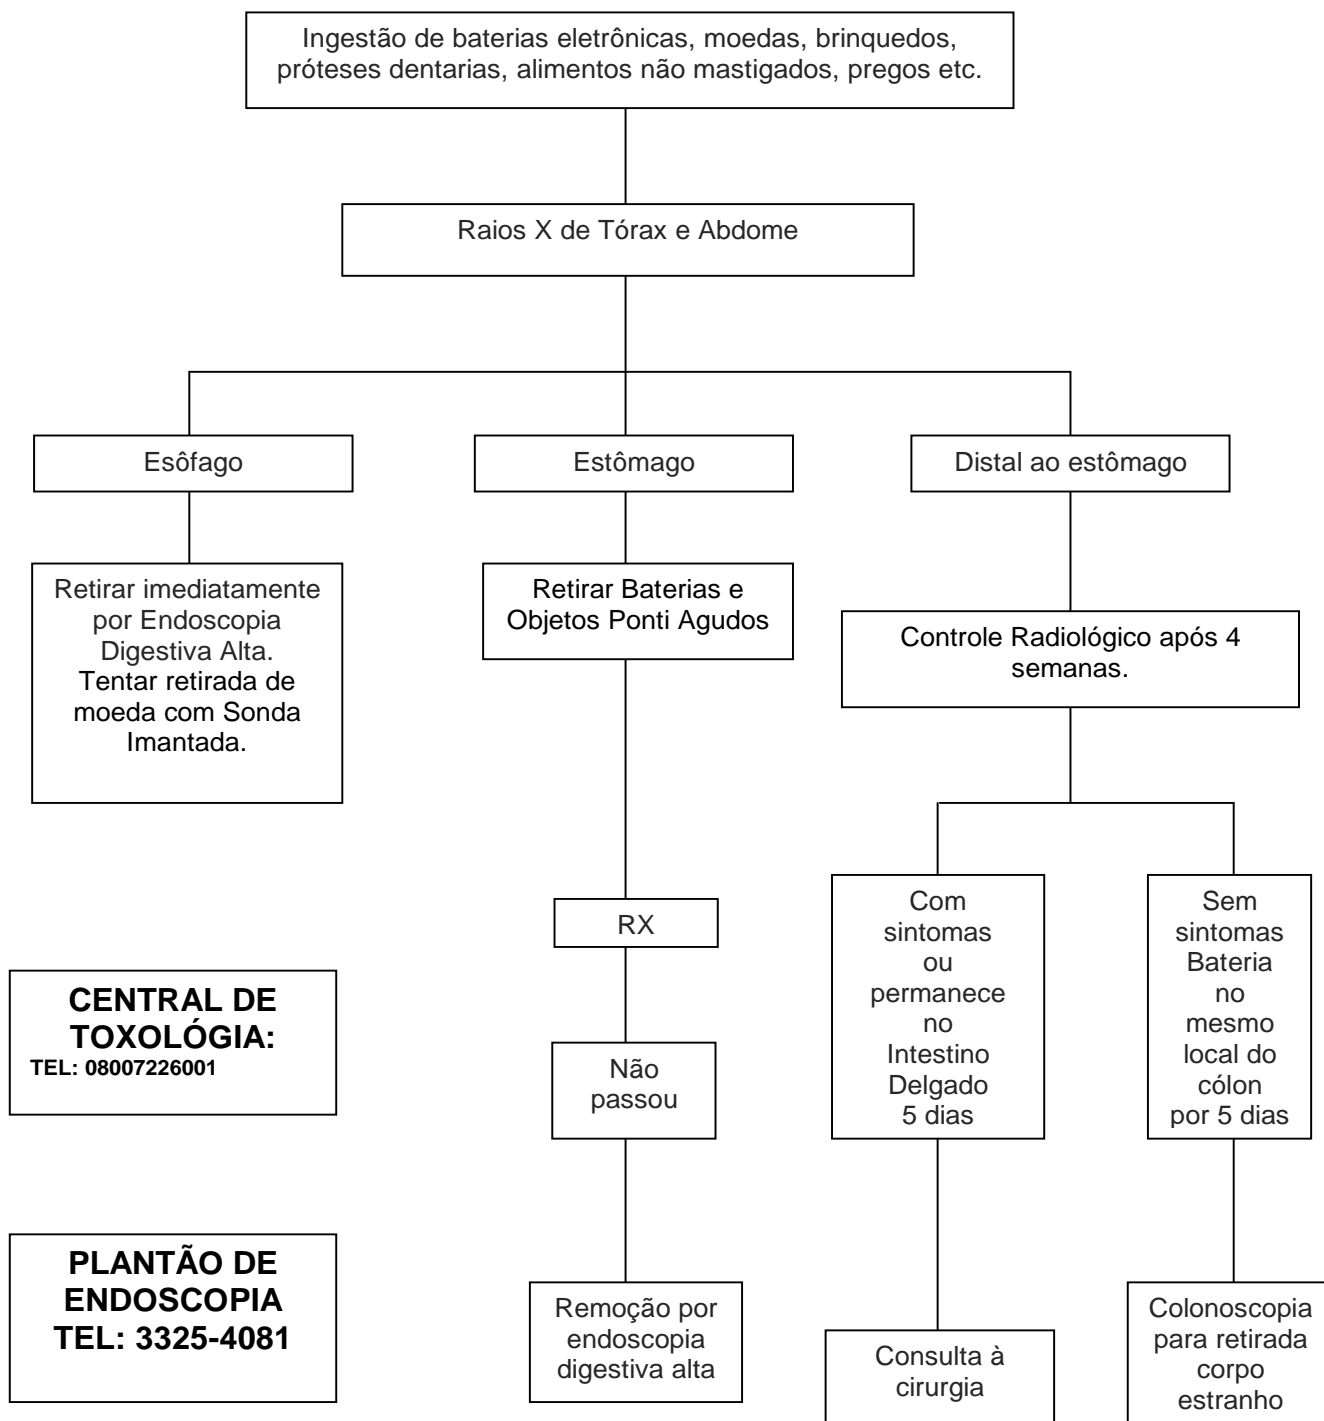 Ingestão de baterias eletrônicas, moedas, brinquedos,
próteses dentarias, alimentos não mastigados, pregos etc.
Raios X de Tórax e Abdome
Esôfago
Estômago
Distal ao estômago
Retirar imediatamente
por Endoscopia
Digestiva Alta.
Tentar retirada de
moeda com Sonda
Imantada.
Retirar Baterias e
Objetos Ponti Agudos
Controle Radiológico após 4
semanas.
RX
Com
sintomas
ou
permanece
no
Intestino
Delgado
5 dias
Sem
sintomas
Bateria
no
mesmo
local do
cólon
por 5 dias
CENTRAL DE
TOXOLÓGIA:
TEL: 08007226001
Não
passou
PLANTÃO DE
ENDOSCOPIA
TEL: 3325-4081
Remoção por
endoscopia
digestiva alta
Consulta à
cirurgia
Colonoscopia
para retirada
corpo
estranho